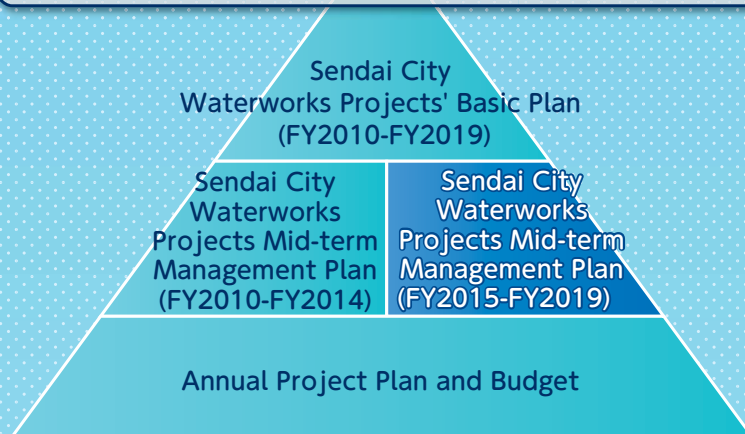 Sendai City
Waterworks Projects' Basic Plan
(FY2010-FY2019)
Sendai City
Waterworks
Projects Mid-term
Management Plan
(FY2010-FY2014)
Sendai City
Waterworks
Projects Mid-term
Management Plan
(FY2015-FY2019)
Annual Project Plan and Budget